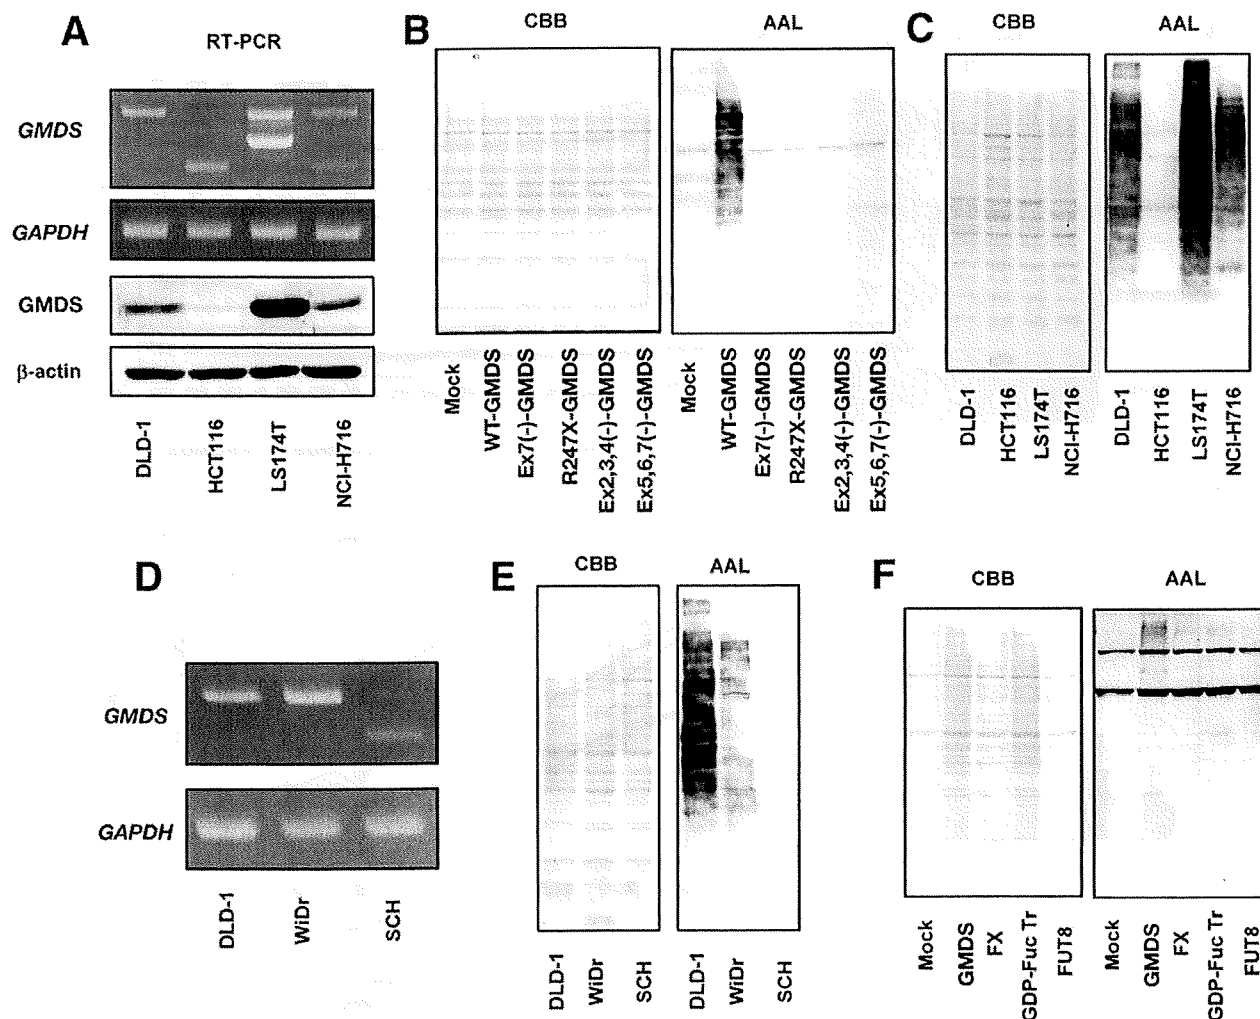 A
RT-PCR
GMDS
GAPDH
GMDS
β-actin
DLD-1
HCT116
LS174T
NCI-H716
B
CBB
AAL
Mock
WT-GMDS
Ex7(-)-GMDS
R247X-GMDS
Ex2,3,4(-)-GMDS
Ex5,6,7(-)-GMDS
Mock
WT-GMDS
Ex7(-)-GMDS
R247X-GMDS
Ex2,3,4(-)-GMDS
Ex5,6,7(-)-GMDS
C
CBB
AAL
DLD-1
HCT116
LS174T
NCI-H716
DLD-1
HCT116
LS174T
NCI-H716
D
GMDS
GAPDH
DLD-1
WiDr
SCH
E
CBB
AAL
DLD-1
WiDr
SCH
DLD-1
WiDr
SCH
F
CBB
AAL
Mock
GMDS
FX
GDP-Fuc Tr
FUT8
Mock
GMDS
FX
GDP-Fuc Tr
FUT8